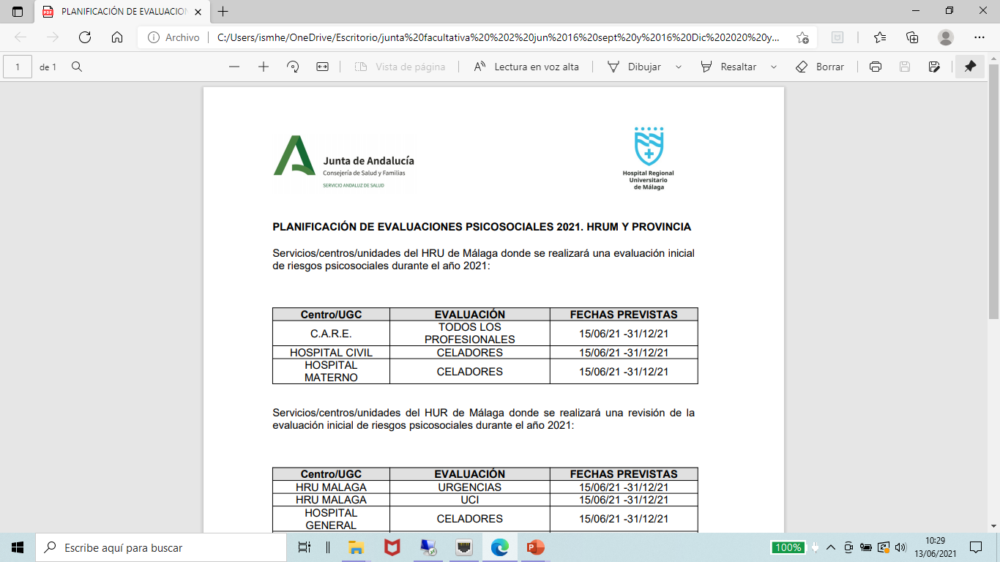 PLANIFICACIÓN DE EVALUACION
Archivo
C:/Users/ismhe/OneDrive/Escritorio/junta%20facultativa%20%202%20jun%2016%20sept%20y%2016%20Dic%202020%20y...
1
de 1
Vista de página
Lectura en voz alta
Dibujar
Resaltar
Borrar
Junta de Andalucía
Consejería de Salud y Familias
SERVICIO ANDALUZ DE SALUD
Hospital Regional
Universitario
de Málaga
PLANIFICACIÓN DE EVALUACIONES PSICOSOCIALES 2021. HRUM Y PROVINCIA
Servicios/centros/unidades del HRU de Málaga donde se realizará una evaluación inicial
de riesgos psicosociales durante el año 2021:
Centro/UGC EVALUACIÓN FECHAS PREVISTAS
C.A.R.E. TODOS LOS PROFESIONALES 15/06/21 -31/12/21
HOSPITAL CIVIL CELADORES 15/06/21 -31/12/21
HOSPITAL MATERNO CELADORES 15/06/21 -31/12/21
Servicios/centros/unidades del HUR de Málaga donde se realizará una revisión de la
evaluación inicial de riesgos psicosociales durante el año 2021:
Centro/UGC EVALUACIÓN FECHAS PREVISTAS
HRU MALAGA URGENCIAS 15/06/21 -31/12/21
HRU MALAGA UCI 15/06/21 -31/12/21
HOSPITAL GENERAL CELADORES 15/06/21 -31/12/21
Escribe aquí para buscar
100%
10:29
13/06/2021